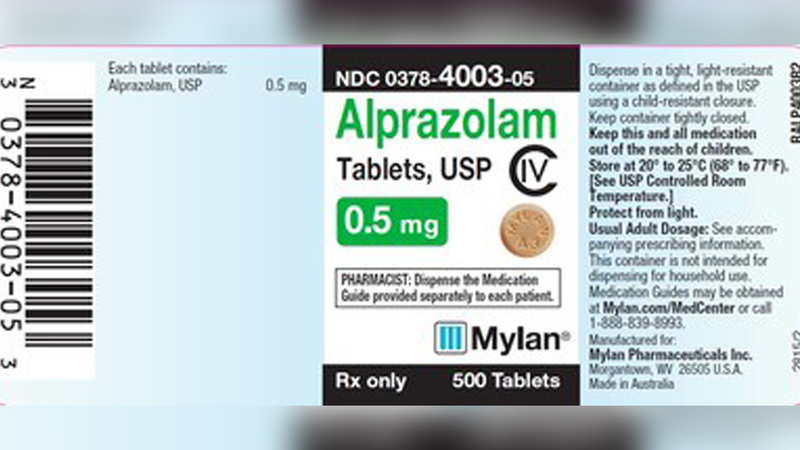 N
3 0378-4003-05 3
Each tablet contains:
Alprazolam, USP 0.5 mg
NDC 0378-4003-05
Alprazolam
Tablets, USP CIV
0.5 mg
MYLAN
A3
PHARMACIST: Dispense the Medication
Guide provided separately to each patient.
Mylan®
Rx only 500 Tablets
Dispense in a tight, light-resistant
container as defined in the USP
using a child-resistant closure.
Keep container tightly closed.
Keep this and all medication
out of the reach of children.
Store at 20° to 25°C (68° to 77°F).
[See USP Controlled Room
Temperature.]
Protect from light.
Usual Adult Dosage: See accom-
panying prescribing information.
This container is not intended for
dispensing for household use.
Medication Guides may be obtained
at Mylan.com/MedCenter or call
1-888-839-8993.
Manufactured for:
Mylan Pharmaceuticals Inc.
Morgantown, WV 26505 U.S.A.
Made in Australia